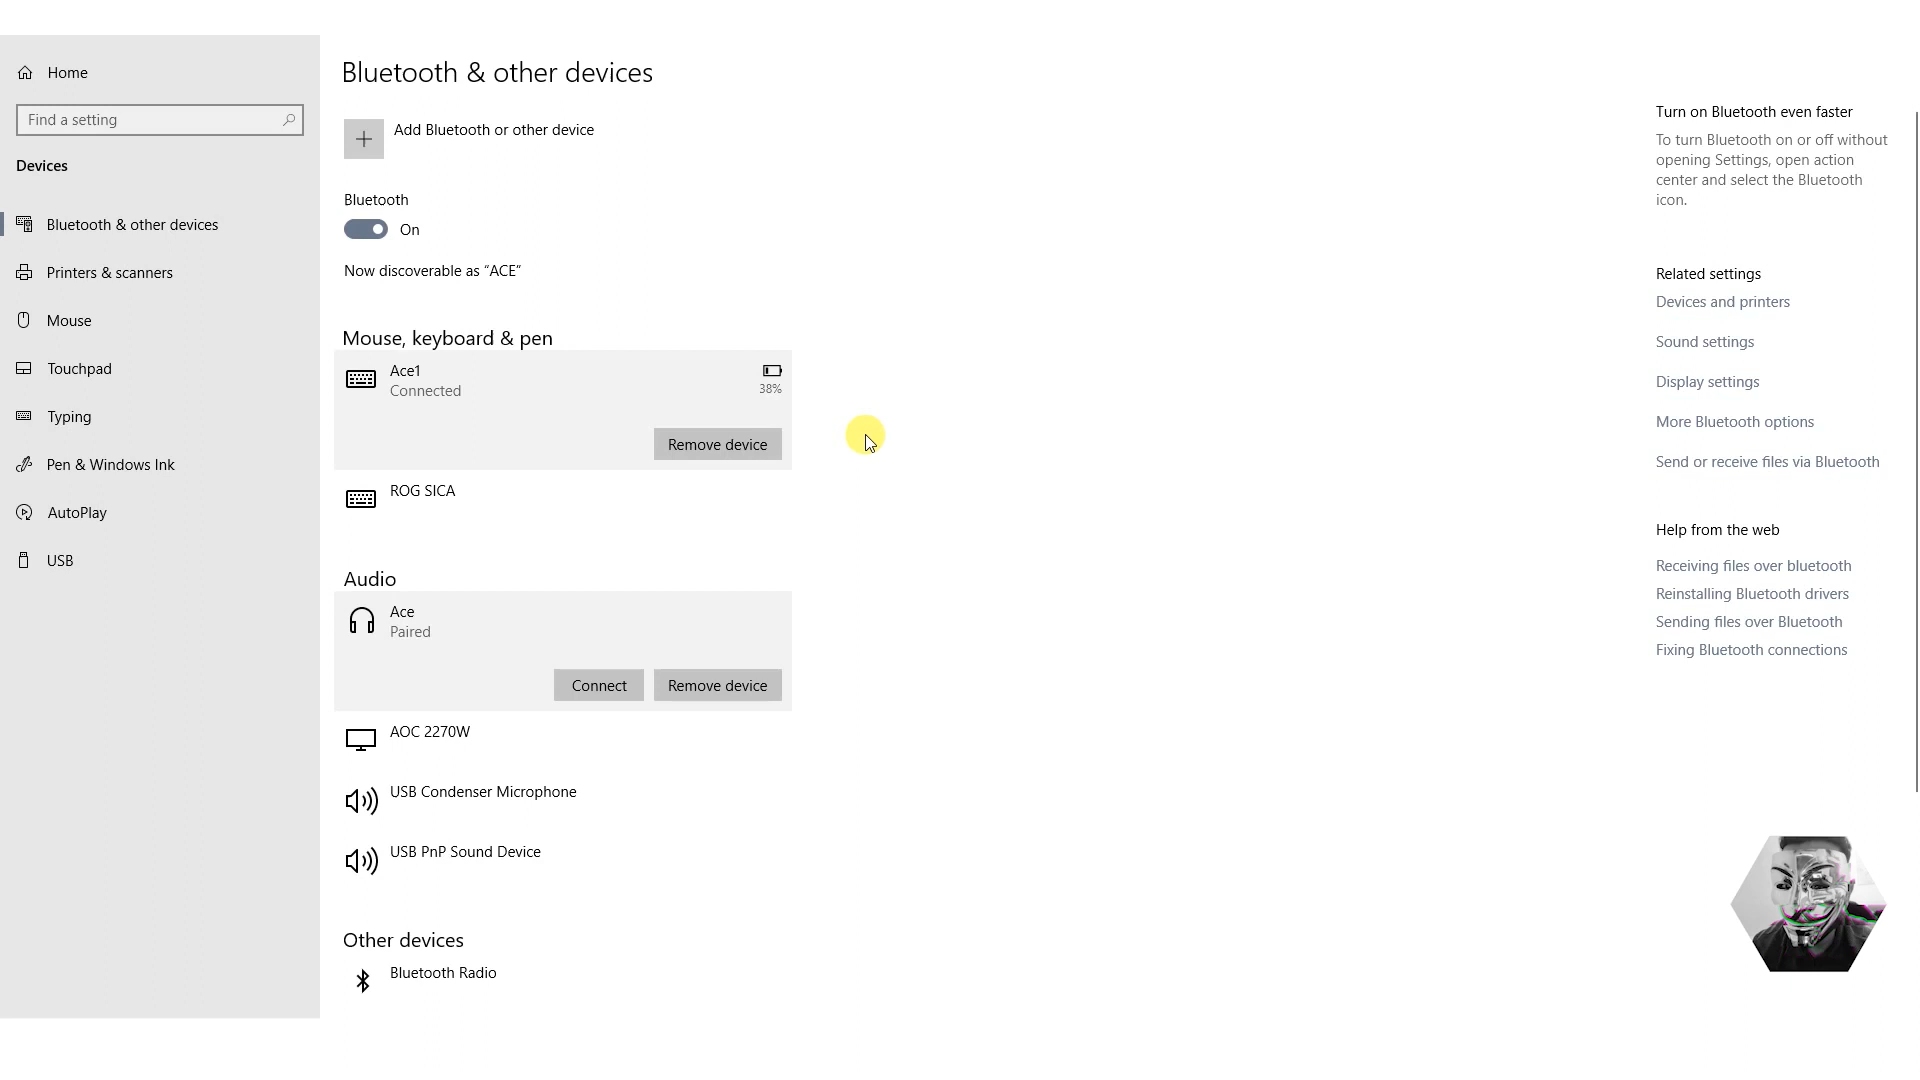 Home
Find a setting
Devices
Bluetooth & other devices
Printers & scanners
Mouse
Touchpad
Typing
Pen & Windows Ink
AutoPlay
USB
Bluetooth & other devices
Add Bluetooth or other device
Bluetooth
On
Now discoverable as “ACE”
Mouse, keyboard & pen
Ace1
Connected
38%
Remove device
ROG SICA
Audio
Ace
Paired
Connect
Remove device
AOC 2270W
USB Condenser Microphone
USB PnP Sound Device
Other devices
Bluetooth Radio
Turn on Bluetooth even faster
To turn Bluetooth on or off without
opening Settings, open action
center and select the Bluetooth
icon.
Related settings
Devices and printers
Sound settings
Display settings
More Bluetooth options
Send or receive files via Bluetooth
Help from the web
Receiving files over bluetooth
Reinstalling Bluetooth drivers
Sending files over Bluetooth
Fixing Bluetooth connections